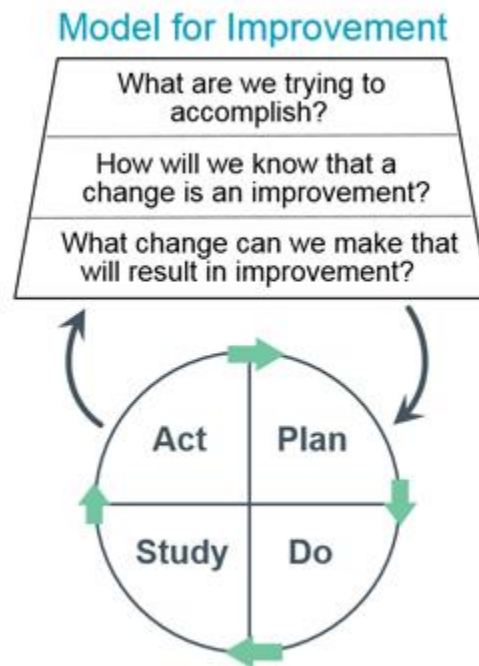 Model for Improvement
What are we trying to
accomplish?
How will we know that a
change is an improvement?
What change can we make that
will result in improvement?
Act
Plan
Study
Do